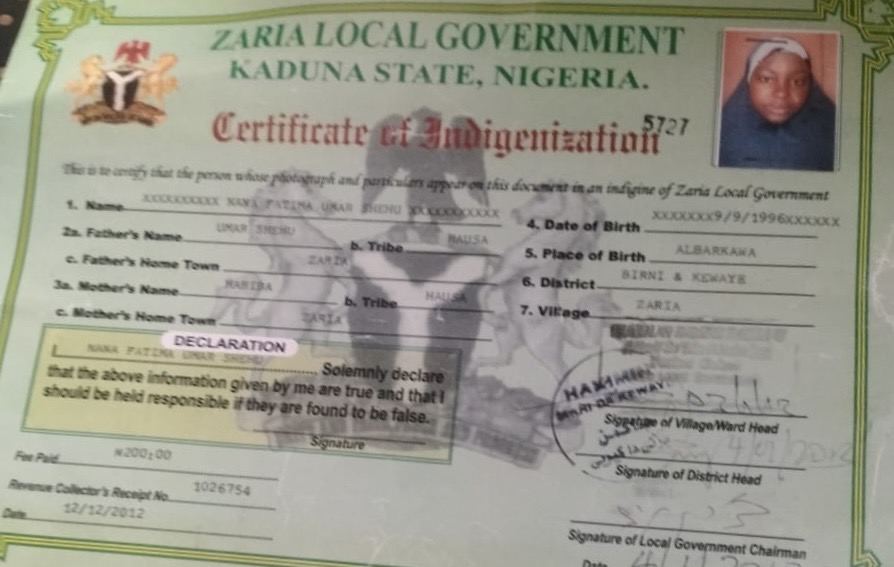 ZARIA LOCAL GOVERNMENT
KADUNA STATE, NIGERIA.
Certificate of Indigenization
5727
This is to certify that the person whose photograph and particulars appear on this document in an indigine of Zaria Local Government
1. Name XXXXXXXXXX NANA FATIMA UMAR SHEHU XXXXXXXXXXX
2a. Father's Name UMAR SHEHU b. Tribe HAUSA
c. Father's Home Town ZARIA
3a. Mother's Name b. Tribe HAUSA
c. Mother's Home Town ZARIA
4. Date of Birth XXXXXXX9/9/1996XXXXXX
5. Place of Birth ALBARKAWA
6. District BIRNI & KEWAYE
7. Village ZARIA
DECLARATION
I, NANA FATIMA UMAR SHEHU Solemnly declare
that the above information given by me are true and that I
should be held responsible if they are found to be false.
Signature
Fee Paid ₦200:00
Revenue Collector's Receipt No. 1026754
Date 12/12/2012
Signature of Village/Ward Head
Signature of District Head
Signature of Local Government Chairman
Date